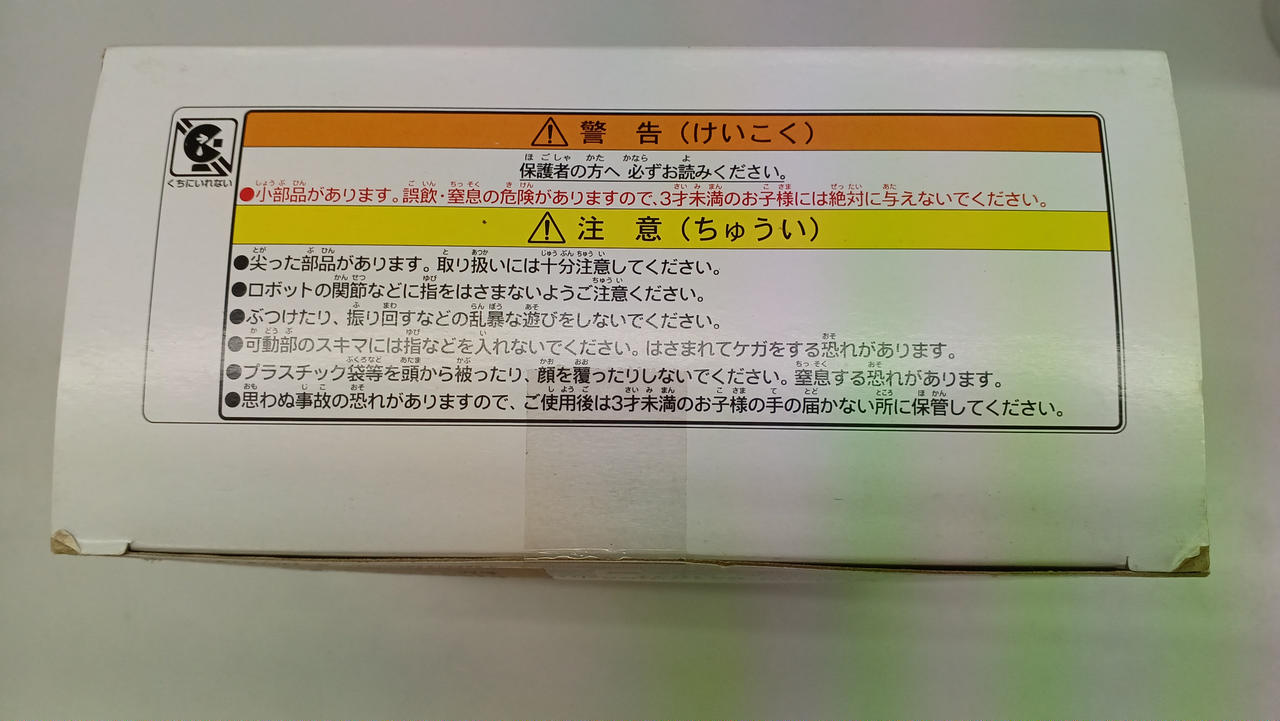 警 告（けいこく）
くちにいれない
保護者の方へ 必ずお読みください。
●小部品があります。誤飲・窒息の危険がありますので、3才未満のお子様には絶対に与えないでください。
注 意（ちゅうい）
●尖った部品があります。取り扱いには十分注意してください。
●ロボットの関節などに指をはさまないようご注意ください。
●ぶつけたり、振り回すなどの乱暴な遊びをしないでください。
●可動部のスキマには指などを入れないでください。はさまれてケガをする恐れがあります。
●プラスチック袋等を頭から被ったり、顔を覆ったりしないでください。窒息する恐れがあります。
●思わぬ事故の恐れがありますので、ご使用後は3才未満のお子様の手の届かない所に保管してください。